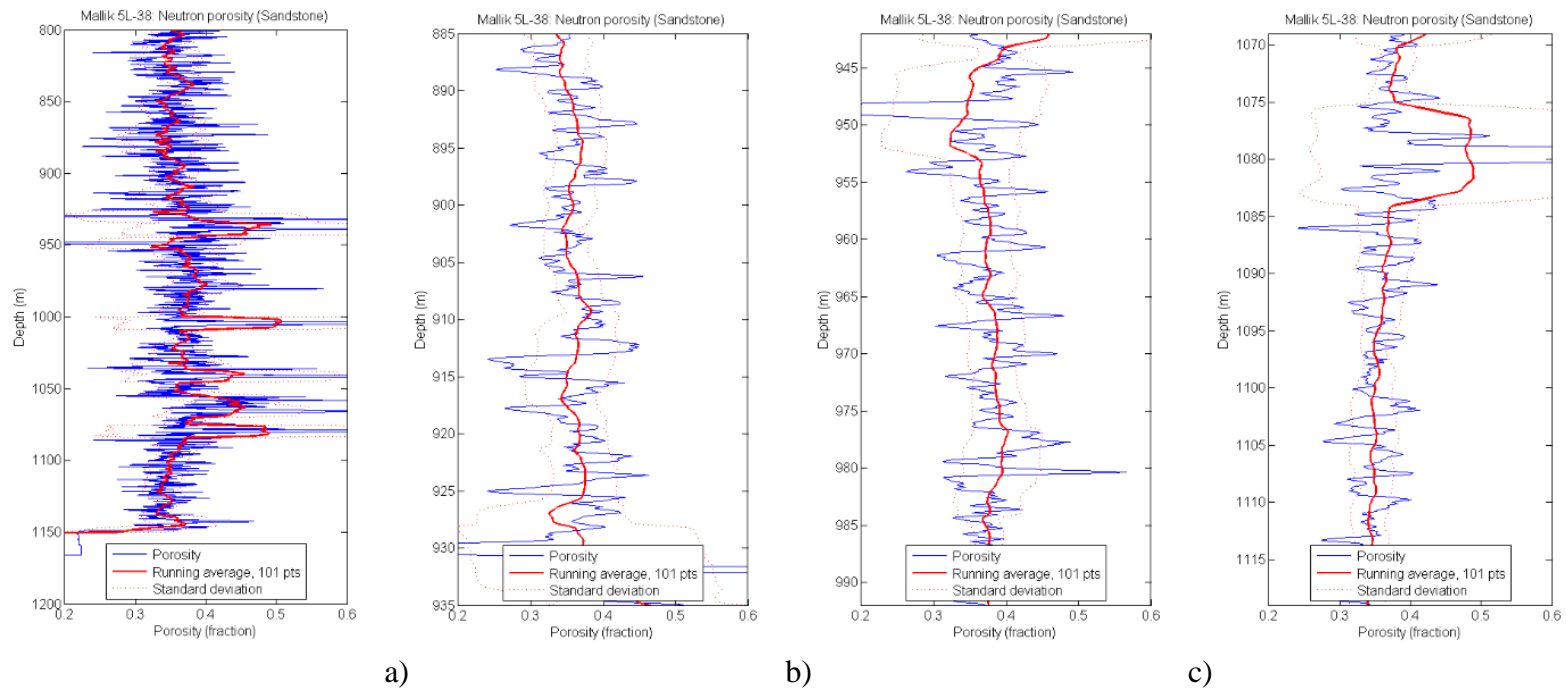 Mallik 5L-38: Neutron porosity (Sandstone)
800
850
900
950
1000
1050
1100
1150
1200
Depth (m)
0.2 0.3 0.4 0.5 0.6
Porosity (fraction)
Porosity
Running average, 101 pts
Standard deviation
Mallik 5L-38: Neutron porosity (Sandstone)
885
890
895
900
905
910
915
920
925
930
935
Depth (m)
0.2 0.3 0.4 0.5 0.6
Porosity (fraction)
Porosity
Running average, 101 pts
Standard deviation
Mallik 5L-38: Neutron porosity (Sandstone)
945
950
955
960
965
970
975
980
985
990
Depth (m)
0.2 0.3 0.4 0.5 0.6
Porosity (fraction)
Porosity
Running average, 101 pts
Standard deviation
Mallik 5L-38: Neutron porosity (Sandstone)
1070
1075
1080
1085
1090
1095
1100
1105
1110
1115
Depth (m)
0.2 0.3 0.4 0.5 0.6
Porosity (fraction)
Porosity
Running average, 101 pts
Standard deviation
a) b) c)